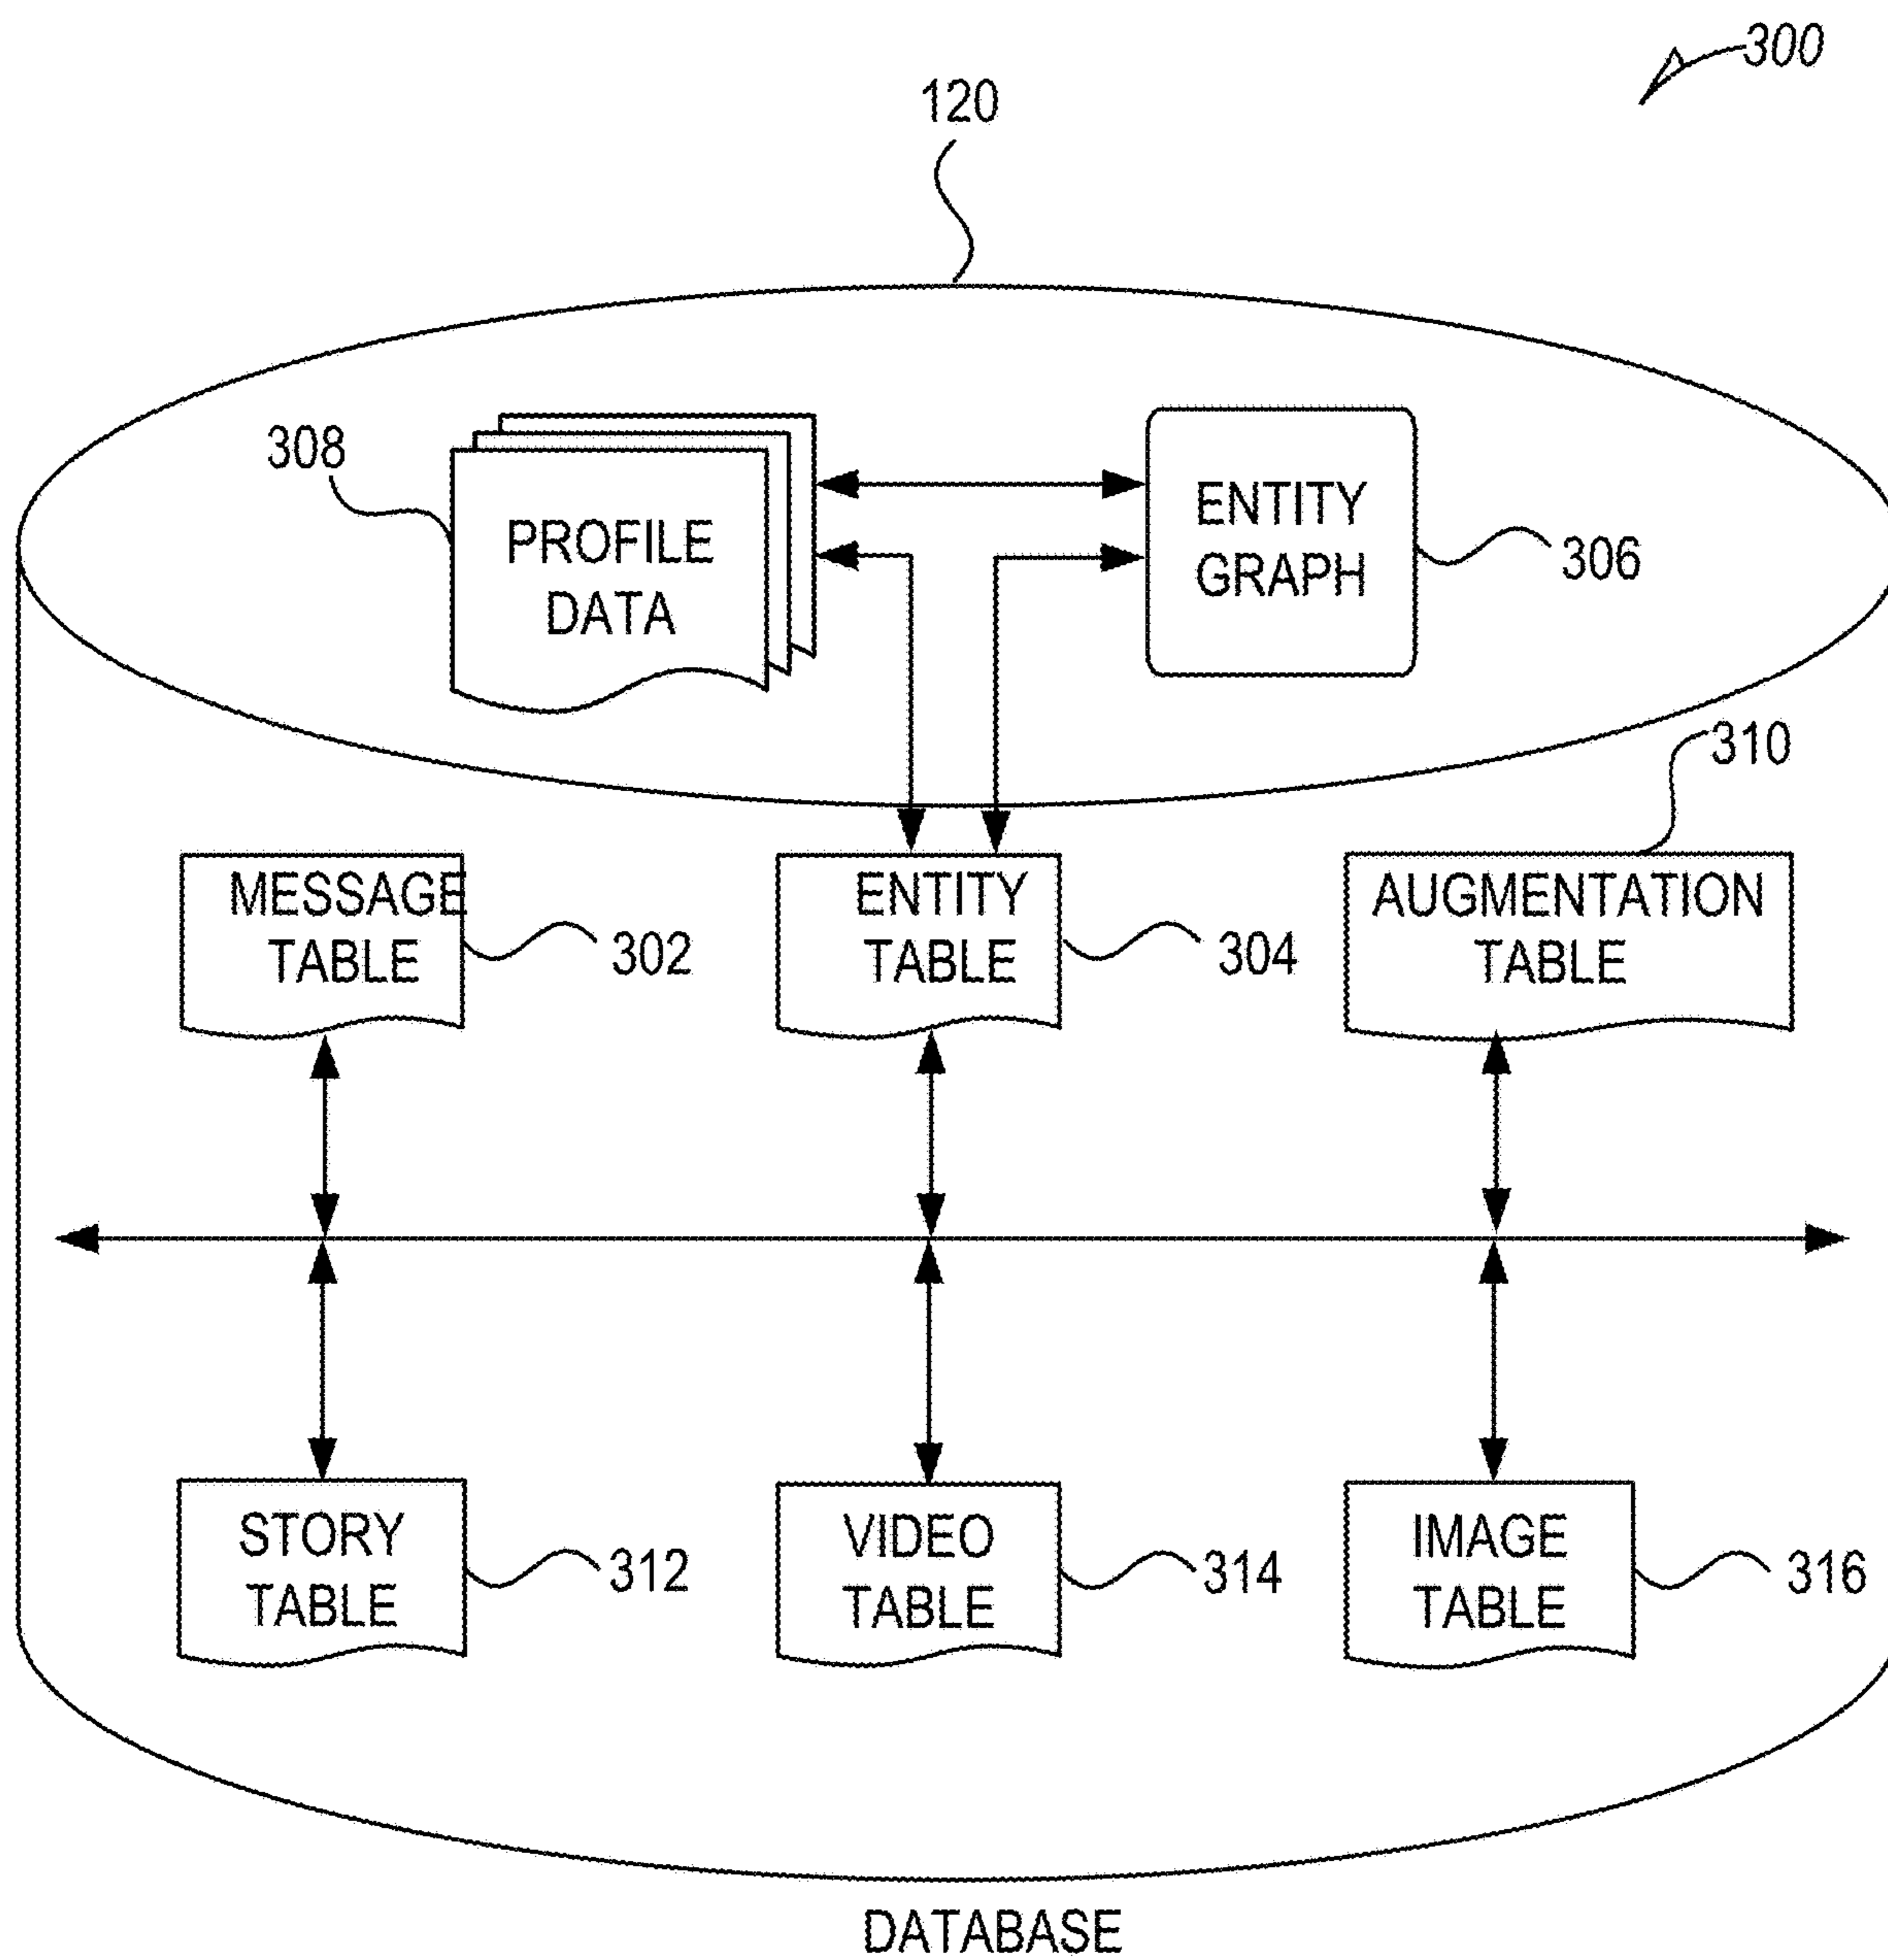 300
120
308
PROFILE
DATA
ENTITY
GRAPH
306
310
MESSAGE
TABLE
302
ENTITY
TABLE
304
AUGMENTATION
TABLE
STORY
TABLE
312
VIDEO
TABLE
314
IMAGE
TABLE
316
DATABASE